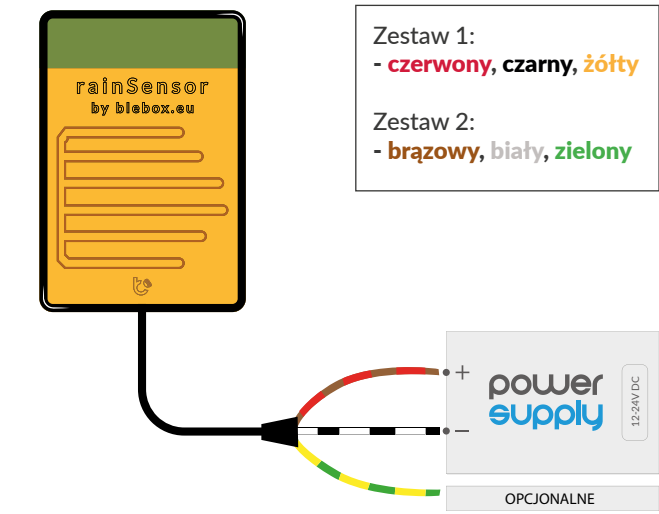 rainSensor
by blebox.eu
Zestaw 1:
- czerwony, czarny, żółty
Zestaw 2:
- brązowy, biały, zielony
+
power
supply
12-24V DC
−
OPCJONALNE